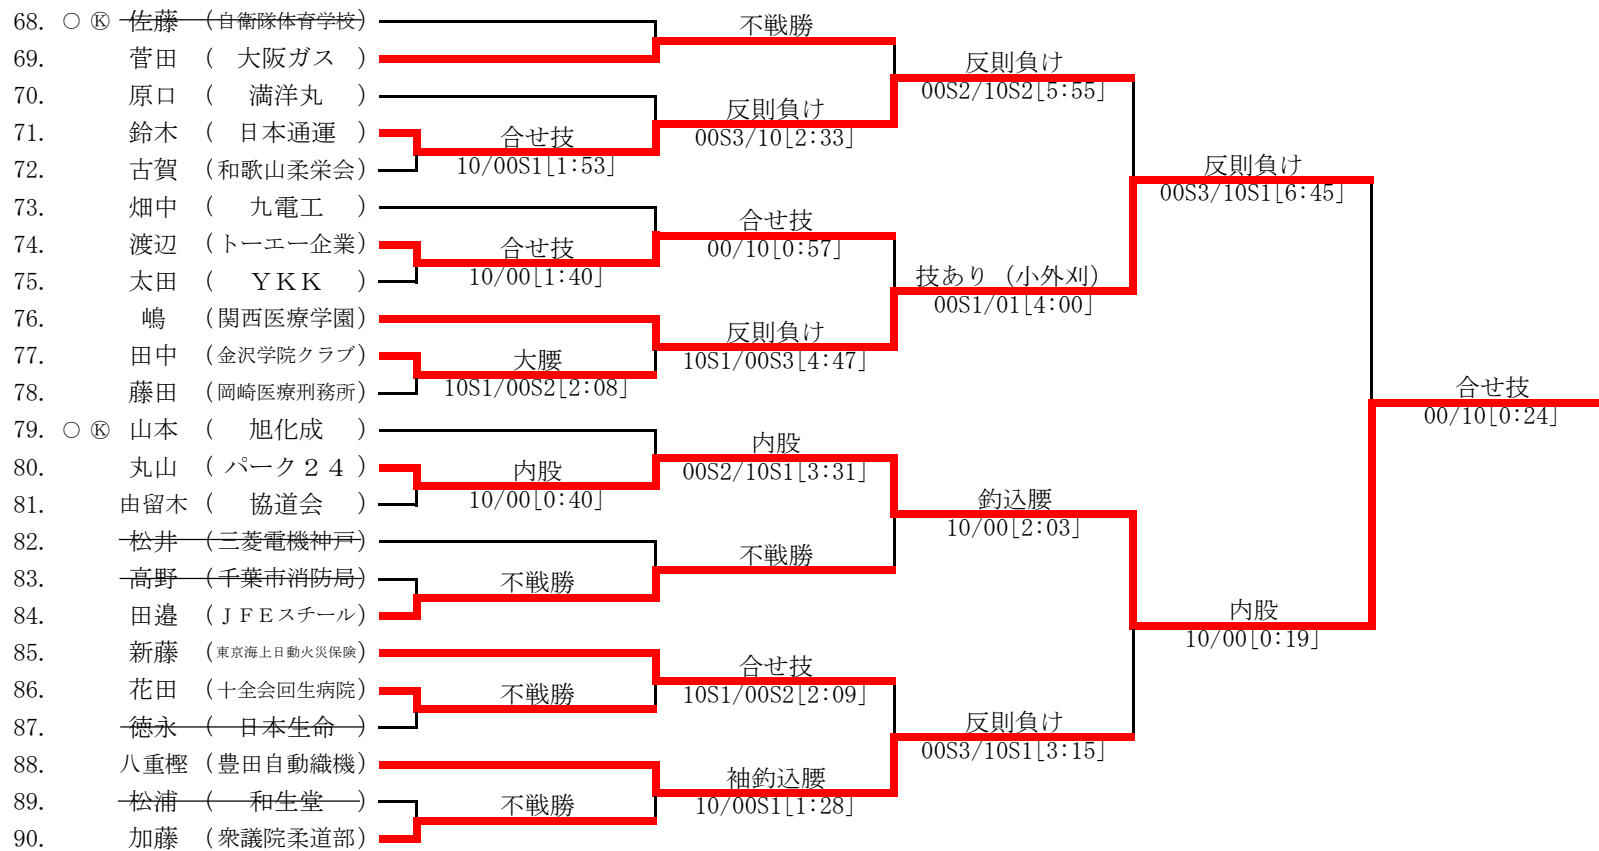 68. ○ Ⓚ 佐藤 （自衛隊体育学校）
69. 菅田 （ 大阪ガス ）
70. 原口 （ 満洋丸 ）
71. 鈴木 （ 日本通運 ）
72. 古賀 （和歌山柔栄会）
73. 畑中 （ 九電工 ）
74. 渡辺 （トーエー企業）
75. 太田 （ ＹＫＫ ）
76. 嶋 （関西医療学園）
77. 田中 （金沢学院クラブ）
78. 藤田 （岡崎医療刑務所）
79. ○ Ⓚ 山本 （ 旭化成 ）
80. 丸山 （ パーク２４ ）
81. 由留木 （ 協道会 ）
82. 松井 （三菱電機神戸）
83. 高野 （千葉市消防局）
84. 田邉 （ＪＦＥスチール）
85. 新藤 （東京海上日動火災保険）
86. 花田 （十全会回生病院）
87. 徳永 （ 日本生命 ）
88. 八重樫 （豊田自動織機）
89. 松浦 （ 和生堂 ）
90. 加藤 （衆議院柔道部）
合せ技
10/00S1[1:53]
合せ技
10/00[1:40]
大腰
10S1/00S2[2:08]
内股
10/00[0:40]
不戦勝
不戦勝
不戦勝
不戦勝
反則負け
00S3/10[2:33]
合せ技
00/10[0:57]
反則負け
10S1/00S3[4:47]
内股
00S2/10S1[3:31]
不戦勝
合せ技
10S1/00S2[2:09]
袖釣込腰
10/00S1[1:28]
反則負け
00S2/10S2[5:55]
技あり（小外刈）
00S1/01[4:00]
釣込腰
10/00[2:03]
反則負け
00S3/10S1[3:15]
反則負け
00S3/10S1[6:45]
内股
10/00[0:19]
合せ技
00/10[0:24]